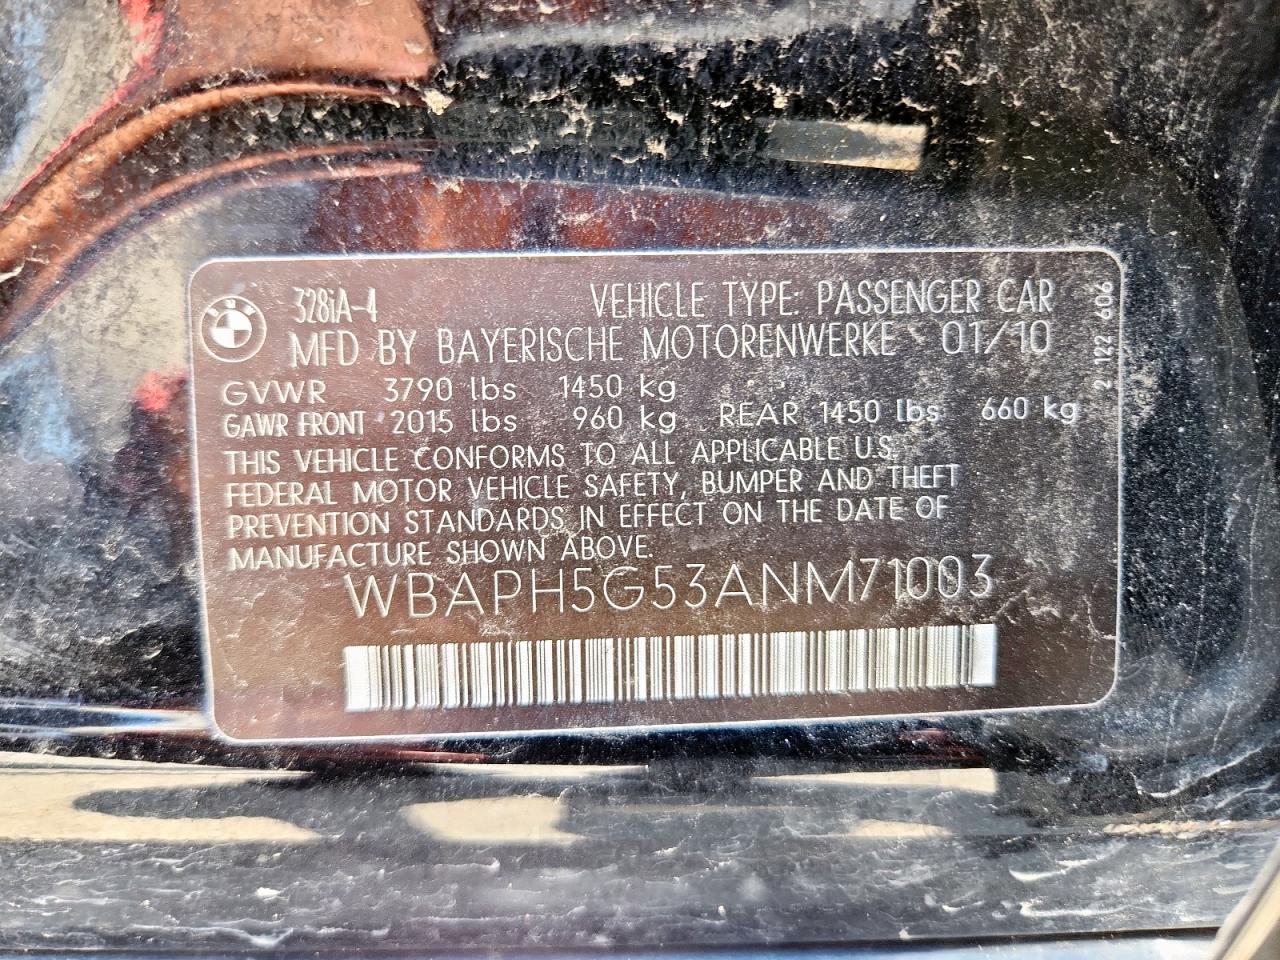 328iA-4 VEHICLE TYPE: PASSENGER CAR
MFD BY BAYERISCHE MOTORENWERKE 01/10
GVWR 3790 lbs 1450 kg
GAWR FRONT 2015 lbs 960 kg REAR 1450 lbs 660 kg
THIS VEHICLE CONFORMS TO ALL APPLICABLE U.S.
FEDERAL MOTOR VEHICLE SAFETY, BUMPER AND THEFT
PREVENTION STANDARDS IN EFFECT ON THE DATE OF
MANUFACTURE SHOWN ABOVE.
WBAPH5G53ANM71003
2 1122 606